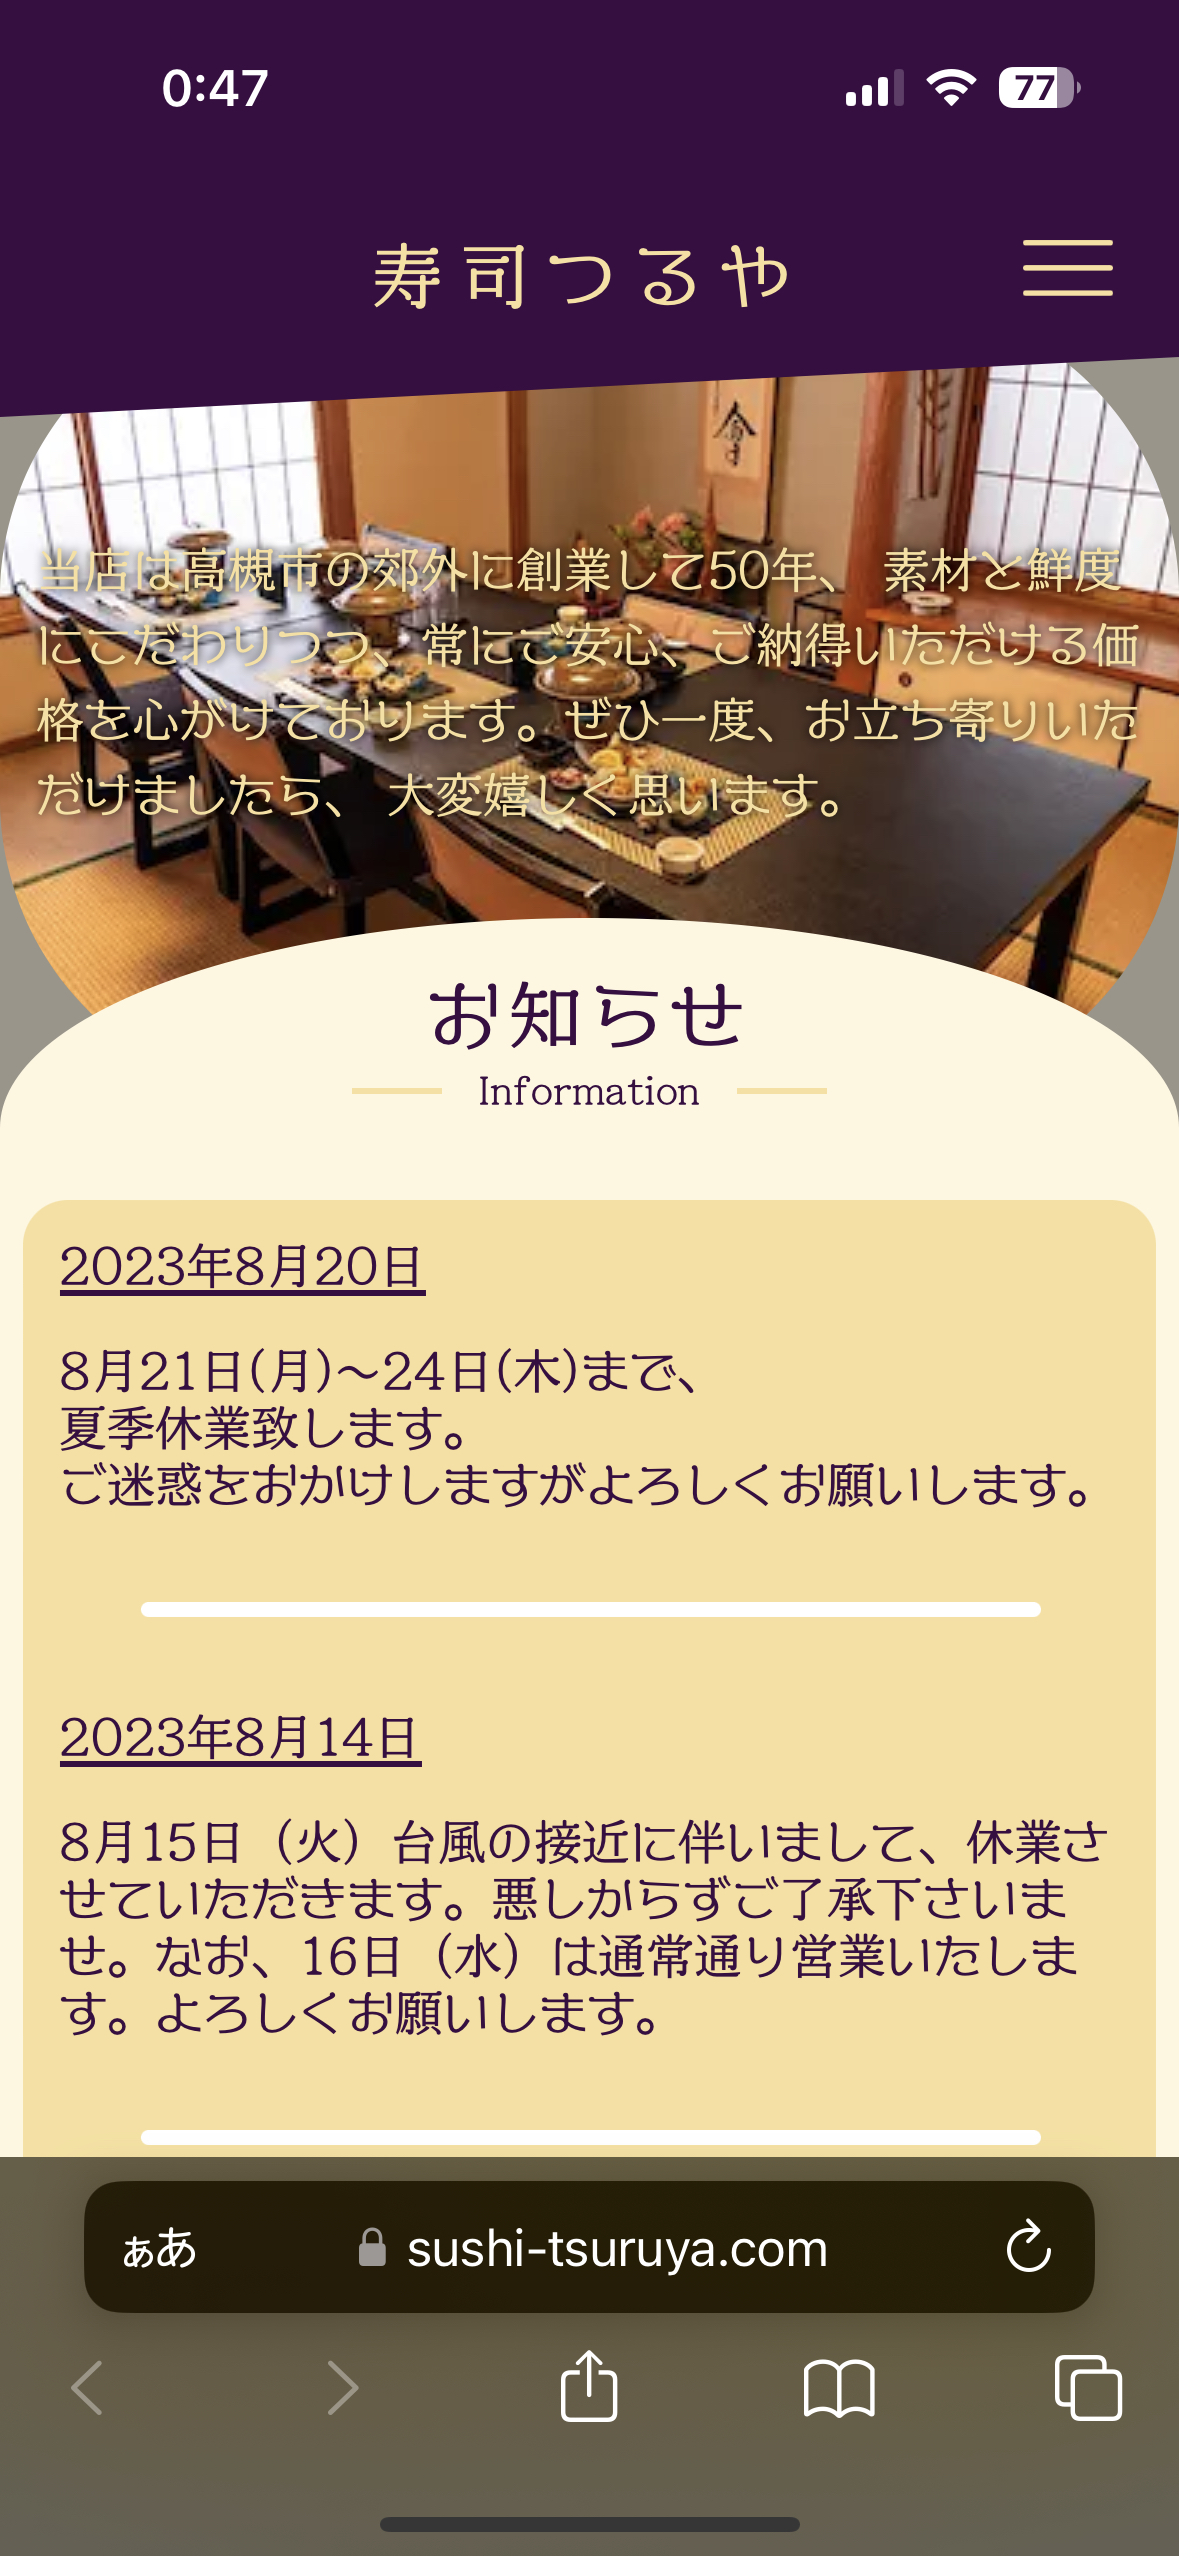 0:47
77
寿司つるや
當店は高槻市の郊外に創業して50年、 素材と鮮度
にこだわりつつ、常にご安心、ご納得いただける価
格を心がけております。ぜひ一度、お立ち寄りいた
だけましたら、 大変嬉しく思います。
お知らせ
Information
2023年8月20日
8月21日(月)〜24日(木)まで、
夏季休業致します。
ご迷惑をおかけしますがよろしくお願いします。
2023年8月14日
8月15日（火）台風の接近に伴いまして、休業さ
せていただきます。悪しからずご了承下さいま
せ。なお、16日（水）は通常通り営業いたしま
す。よろしくお願いします。
ぁあ
sushi-tsuruya.com